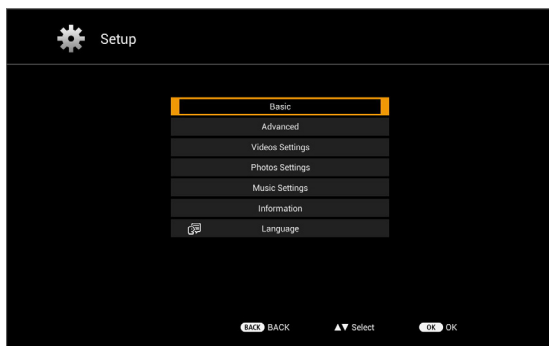 Setup
Basic
Advanced
Videos Settings
Photos Settings
Music Settings
Information
Language
BACK BACK ▲▼ Select OK OK